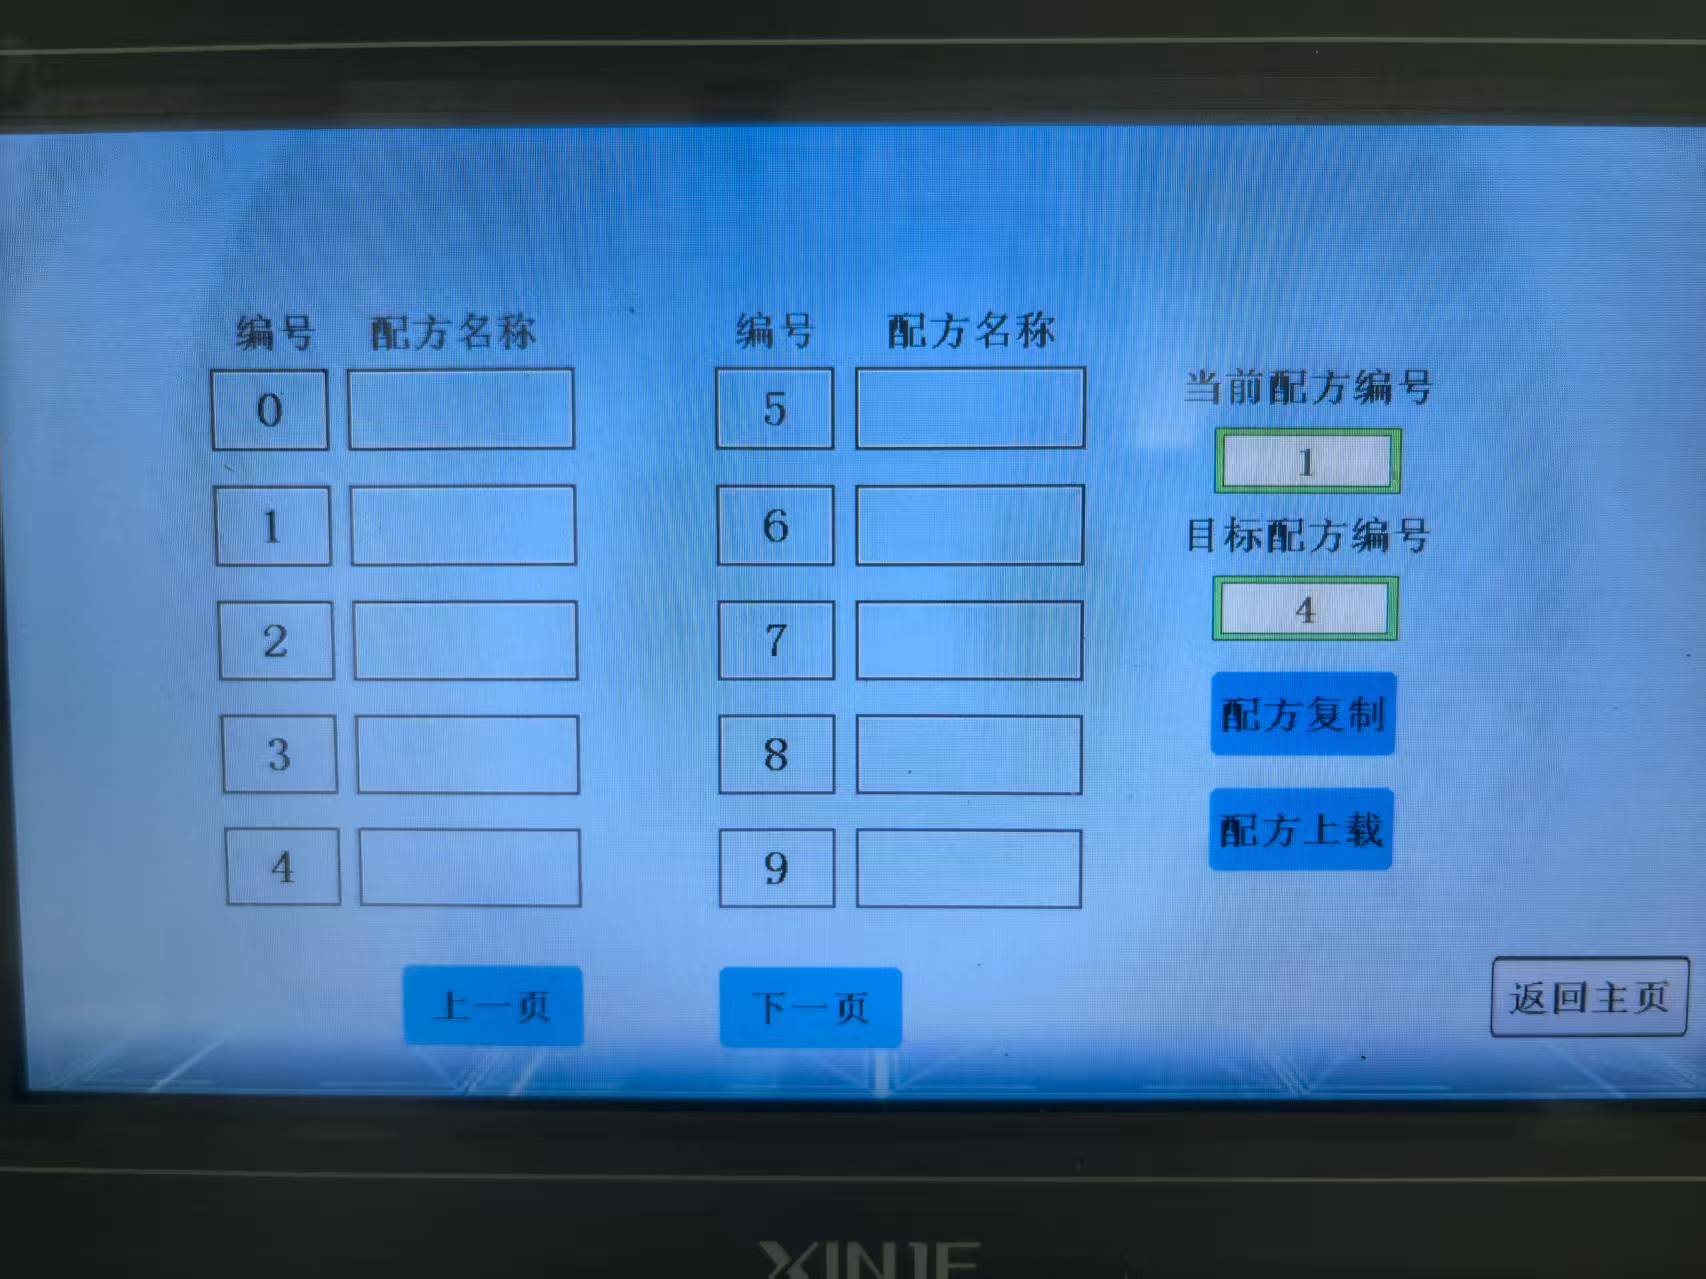 编号 配方名称 编号 配方名称
当前配方编号
0 5
1
1 6
目标配方编号
4
2 7
配方复制
3 8
配方上载
4 9
上一页 下一页 返回主页
XINJE